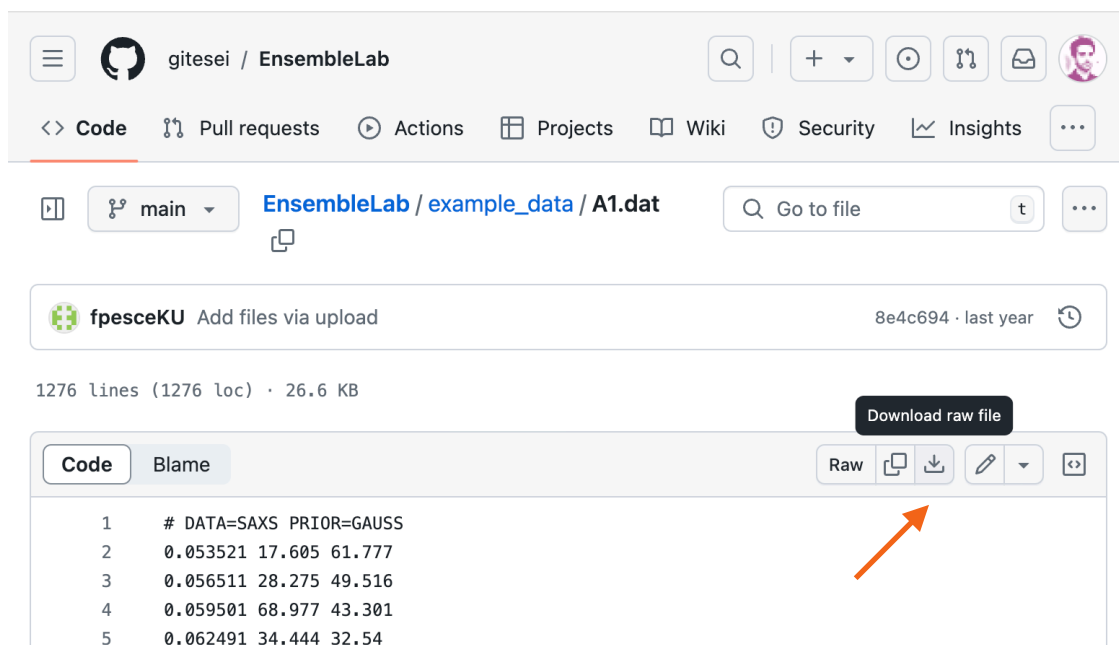 gitesei / EnsembleLab
Code Pull requests Actions Projects Wiki Security Insights
main EnsembleLab / example_data / A1.dat Go to file t
fpesceKU Add files via upload 8e4c694 · last year
1276 lines (1276 loc) · 26.6 KB
Download raw file
Code Blame Raw
1 # DATA=SAXS PRIOR=GAUSS
2 0.053521 17.605 61.777
3 0.056511 28.275 49.516
4 0.059501 68.977 43.301
5 0.062491 34.444 32.54